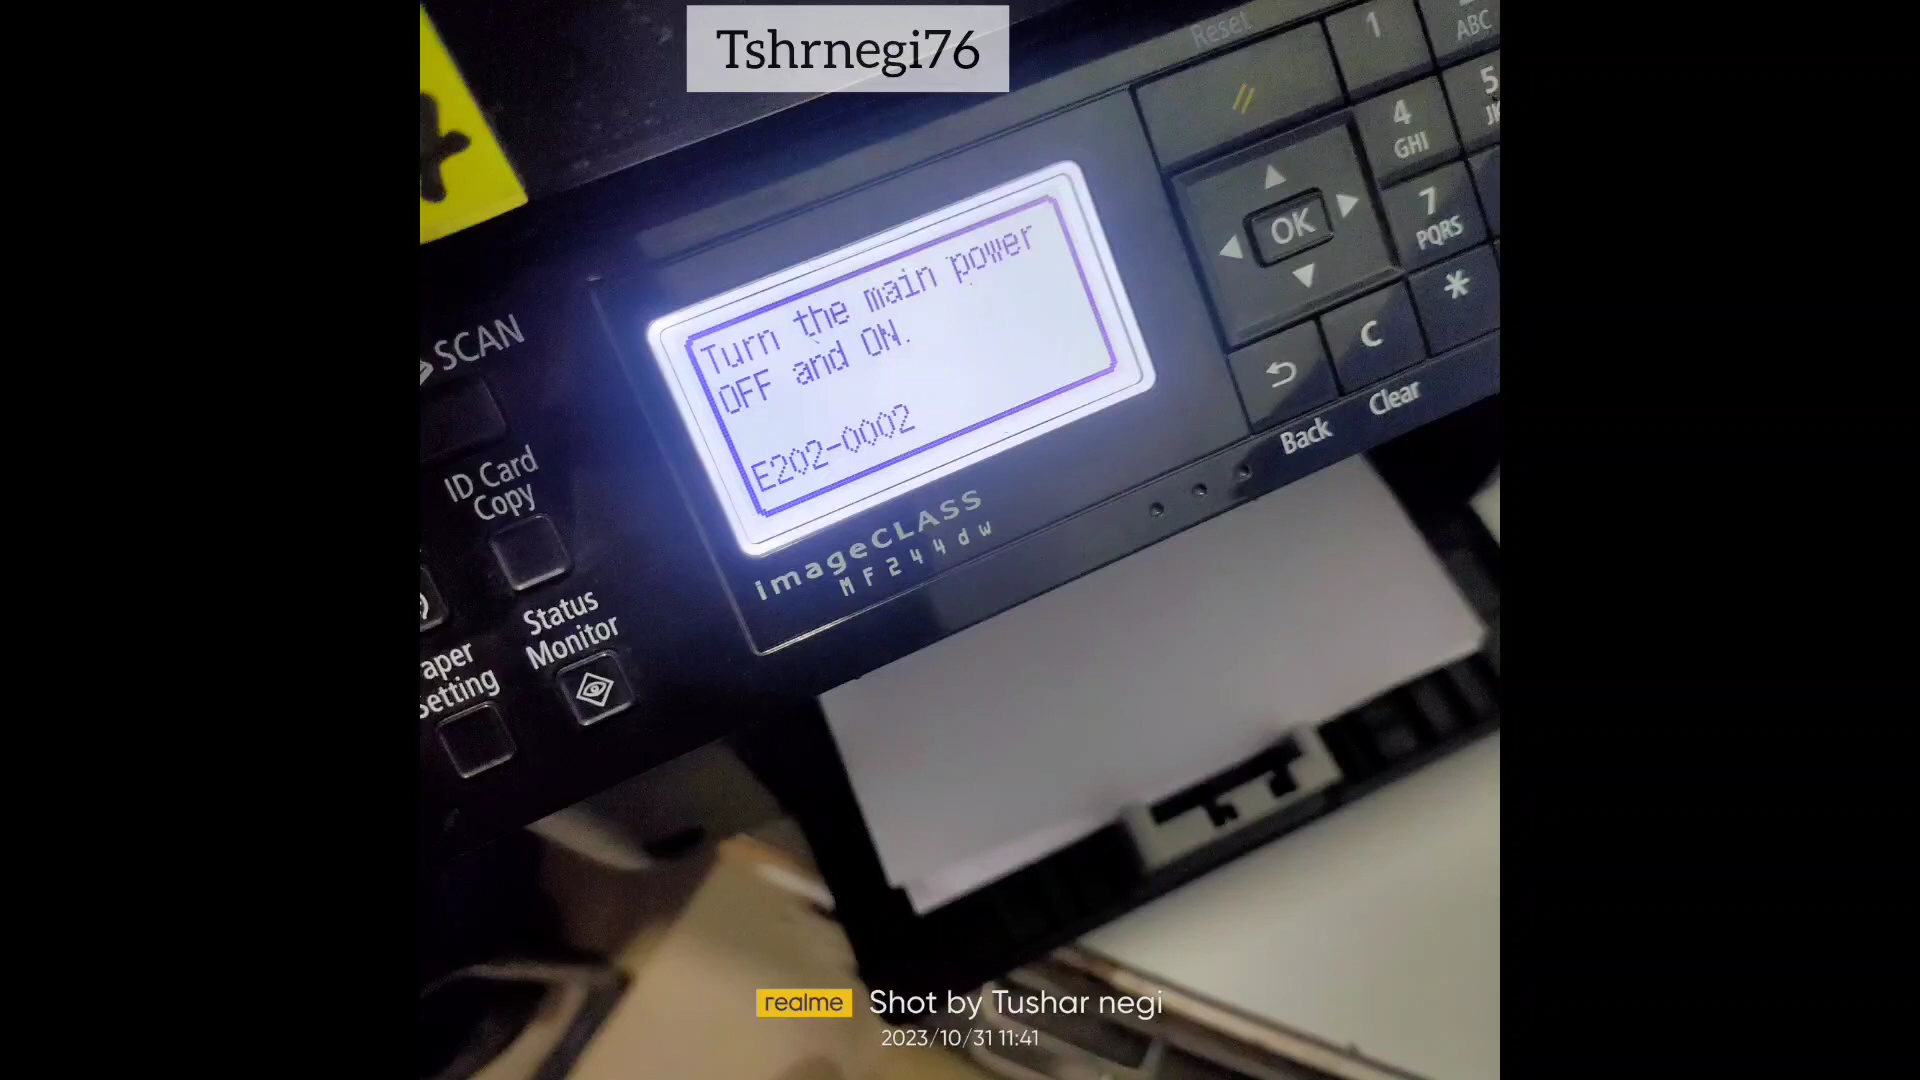 Tshrnegi76
Reset
1
ABC
4
GHI
5
7
PQRS
OK
*
C
Back
Clear
Turn the main power
OFF and ON.
E202-0002
imageCLASS
MF244dw
SCAN
ID Card
Copy
Status
Monitor
aper
Setting
realme Shot by Tushar negi
2023/10/31 11:41